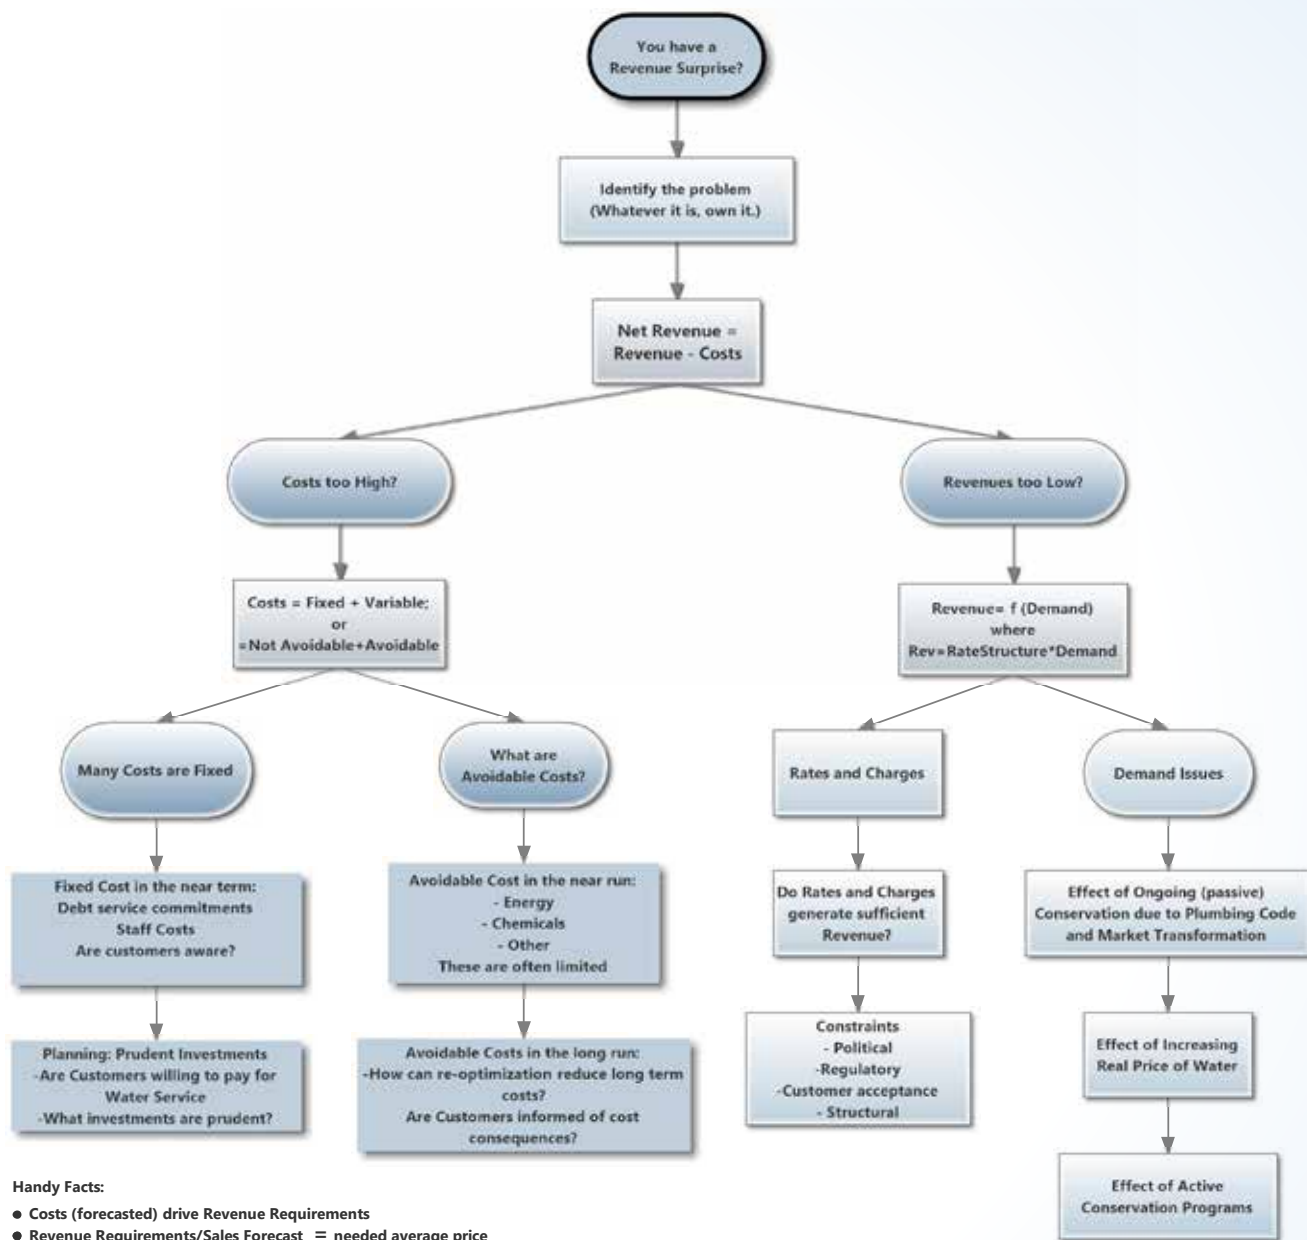 You have a
Revenue Surprise?
Identify the problem
(Whatever it is, own it.)
Net Revenue =
Revenue - Costs
Costs too High?
Revenues too Low?
Costs = Fixed + Variable;
or
=Not Avoidable+Avoidable
Revenue= f (Demand)
where
Rev=RateStructure*Demand
Many Costs are Fixed
What are
Avoidable Costs?
Rates and Charges
Demand Issues
Fixed Cost in the near term:
Debt service commitments
Staff Costs
Are customers aware?
Avoidable Cost in the near run:
- Energy
- Chemicals
- Other
These are often limited
Do Rates and Charges
generate sufficient
Revenue?
Effect of Ongoing (passive)
Conservation due to Plumbing Code
and Market Transformation
Planning: Prudent Investments
-Are Customers willing to pay for
Water Service
-What investments are prudent?
Avoidable Costs in the long run:
-How can re-optimization reduce long term
costs?
Are Customers informed of cost
consequences?
Constraints
- Political
-Regulatory
-Customer acceptance
- Structural
Effect of Increasing
Real Price of Water
Effect of Active
Conservation Programs
Handy Facts:
● Costs (forecasted) drive Revenue Requirements
● Revenue Requirements/Sales Forecast = needed average price